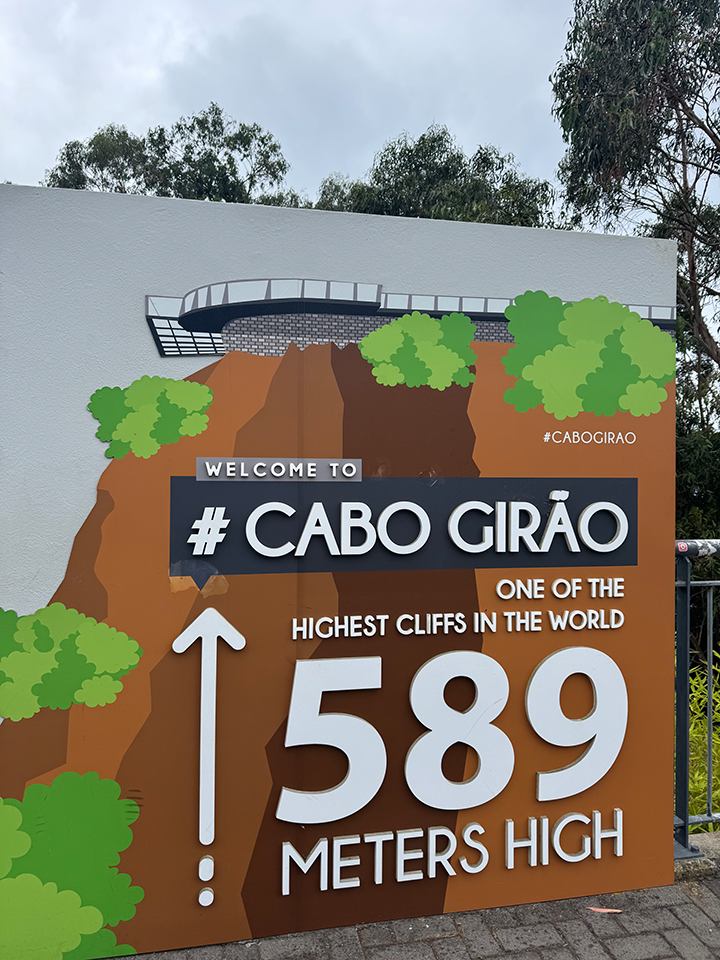 #CABOGIRAO
WELCOME TO
# CABO GIRÃO
ONE OF THE
HIGHEST CLIFFS IN THE WORLD
589
METERS HIGH